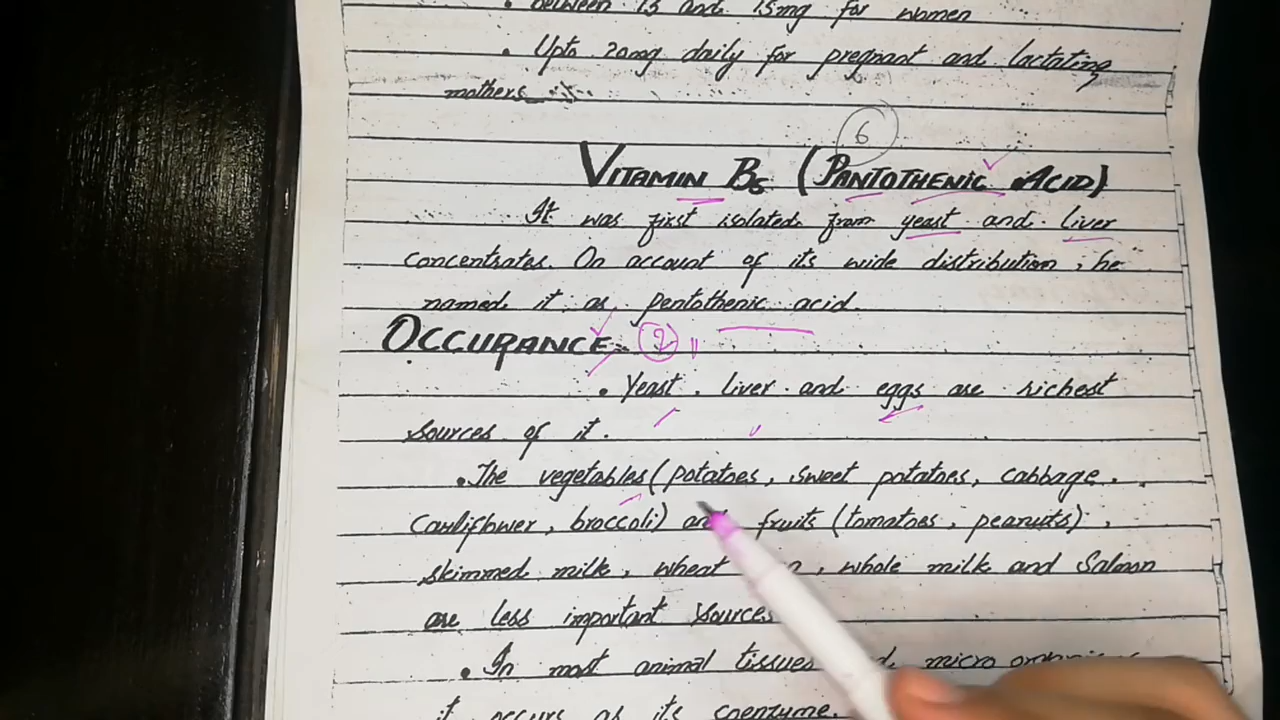 • between 13 and 15mg for women
• Upto 20mg daily for pregnant and lactating
mothers
6
VITAMIN B5 (PANTOTHENIC ACID)
It was first isolated from yeast and liver
concentrates. On account of its wide distribution, he
named it as pentothenic acid.
OCCURANCE:-
• Yeast, liver and eggs are richest
sources of it.
• The vegetables (potatoes, sweet potatoes, cabbage,
cauliflower, broccoli) and fruits (tomatoes, peanuts),
skimmed milk, wheat, whole milk and Salmon
are less important sources
• In most animal tissues micro
it occurs as its coenzyme.